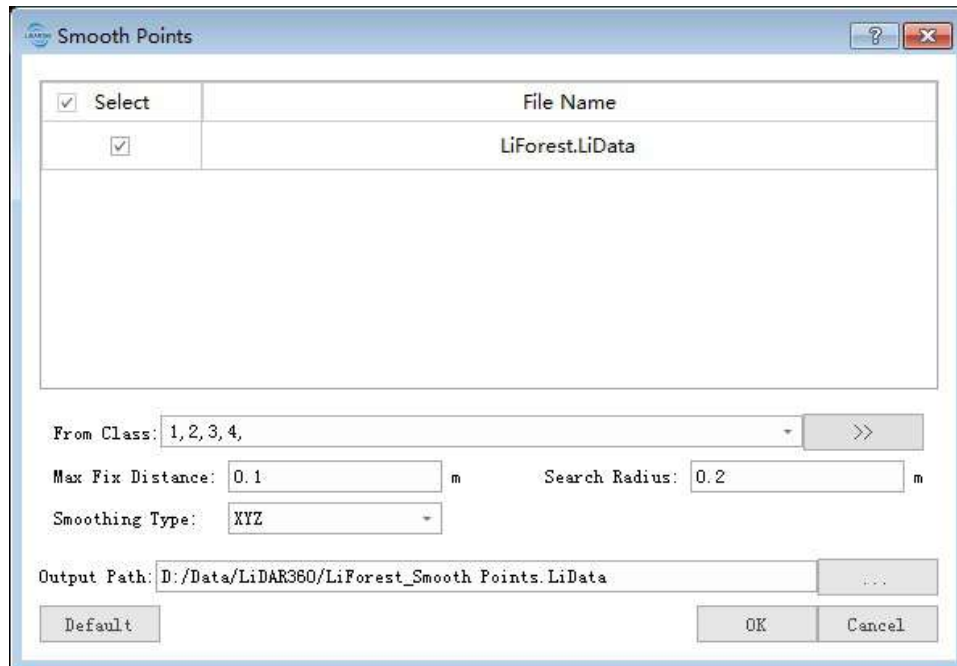 Smooth Points
Select File Name
LiForest.LiData
From Class: 1,2,3,4, >>
Max Fix Distance: 0.1 m Search Radius: 0.2 m
Smoothing Type: XYZ
Output Path: D:/Data/LiDAR360/LiForest_Smooth Points.LiData ...
Default OK Cancel